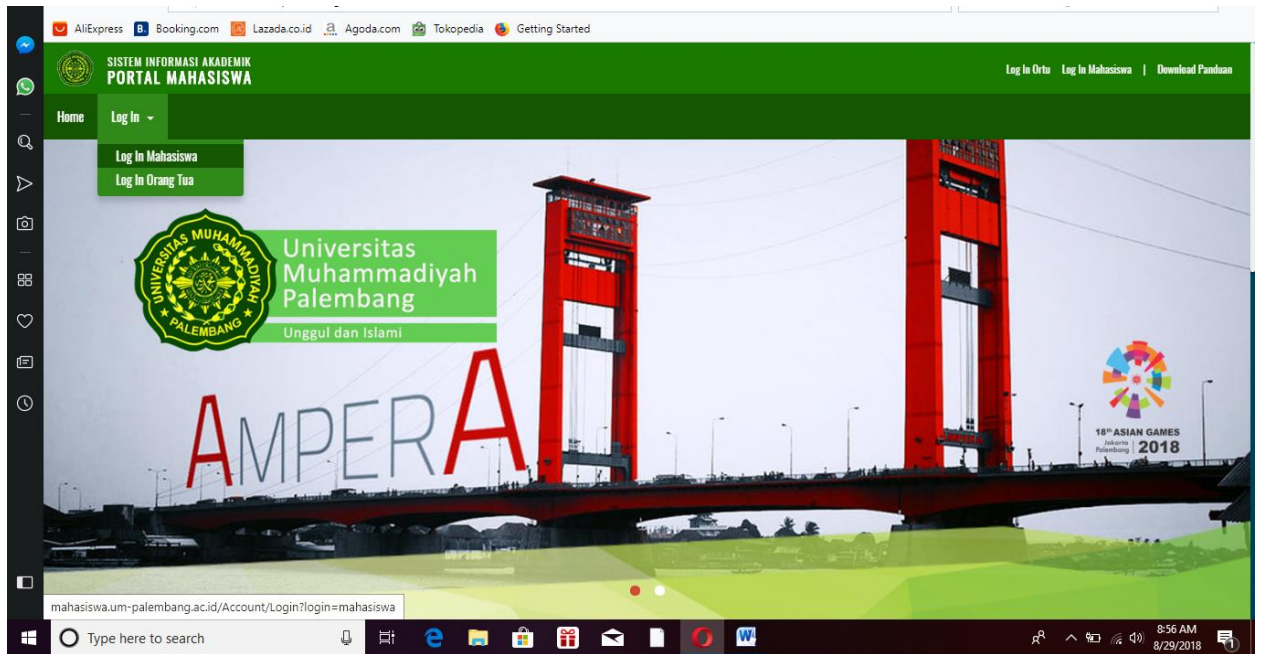 AliExpress B. Booking.com Lazada.co.id a Agoda.com Tokopedia Getting Started
SISTEM INFORMASI AKADEMIK
PORTAL MAHASISWA
Log In Ortu Log In Mahasiswa | Download Panduan
Home Log In
Log In Mahasiswa
Log In Orang Tua
UNIVERSITAS MUHAMMADIYAH
PALEMBANG
Universitas
Muhammadiyah
Palembang
Unggul dan Islami
AMPERA
AMPERA
18th ASIAN GAMES
Jakarta
Palembang 2018
mahasiswa.um-palembang.ac.id/Account/Login?login=mahasiswa
Type here to search
8:56 AM
8/29/2018
1